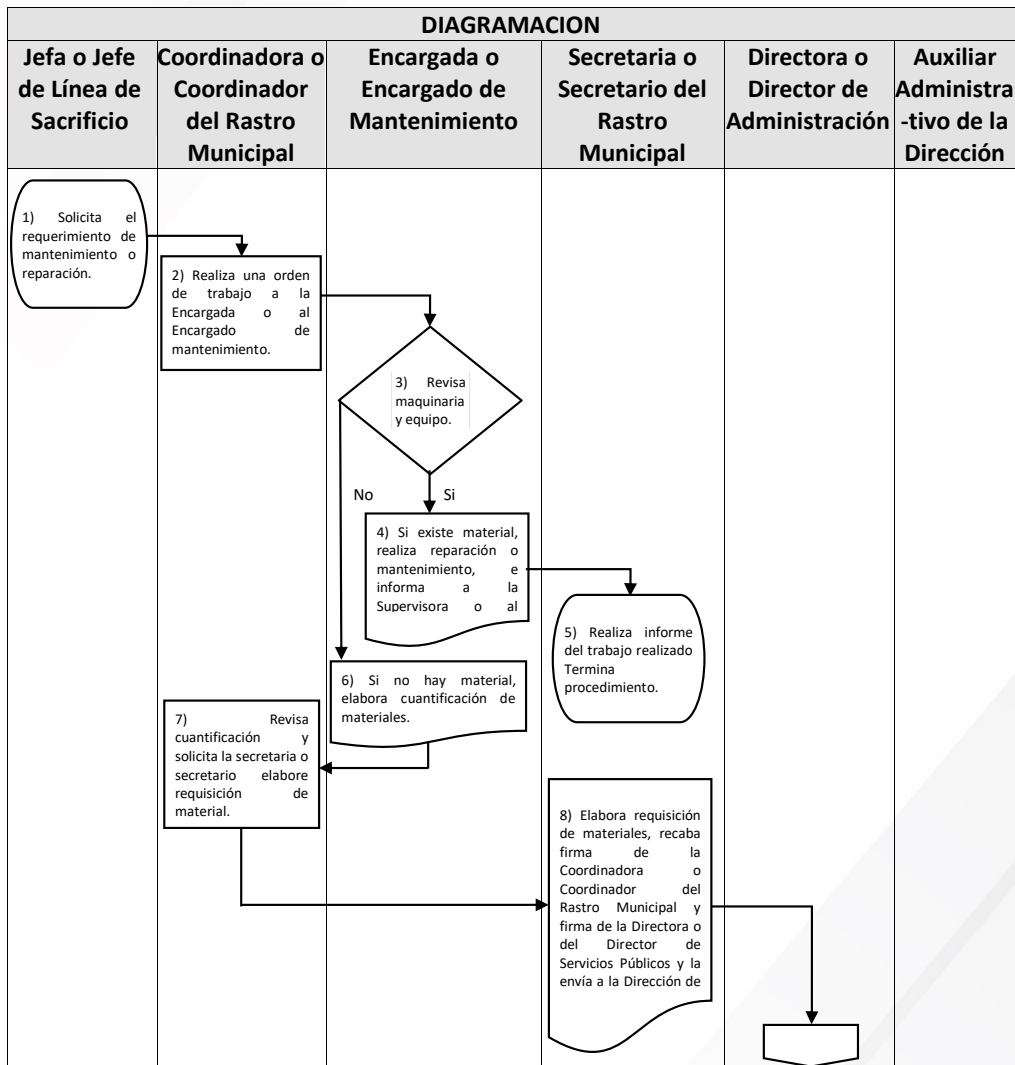 DIAGRAMACION
Jefa o Jefe
de Línea de
Sacrificio
Coordinadora o
Coordinador
del Rastro
Municipal
Encargada o
Encargado de
Mantenimiento
Secretaria o
Secretario del
Rastro
Municipal
Directora o
Director de
Administración
Auxiliar
Administra
-tivo de la
Dirección
1) Solicita el
requerimiento de
mantenimiento o
reparación.
2) Realiza una orden
de trabajo a la
Encargada o al
Encargado de
mantenimiento.
3) Revisa
maquinaria
y equipo.
No
Si
4) Si existe material,
realiza reparación o
mantenimiento, e
informa a la
Supervisora o al
5) Realiza informe
del trabajo realizado
Termina
procedimiento.
6) Si no hay material,
elabora cuantificación de
materiales.
7) Revisa
cuantificación y
solicita la secretaria o
secretario elabore
requisición de
material.
8) Elabora requisición
de materiales, recaba
firma de la
Coordinadora o
Coordinador del
Rastro Municipal y
firma de la Directora o
del Director de
Servicios Públicos y la
envía a la Dirección de